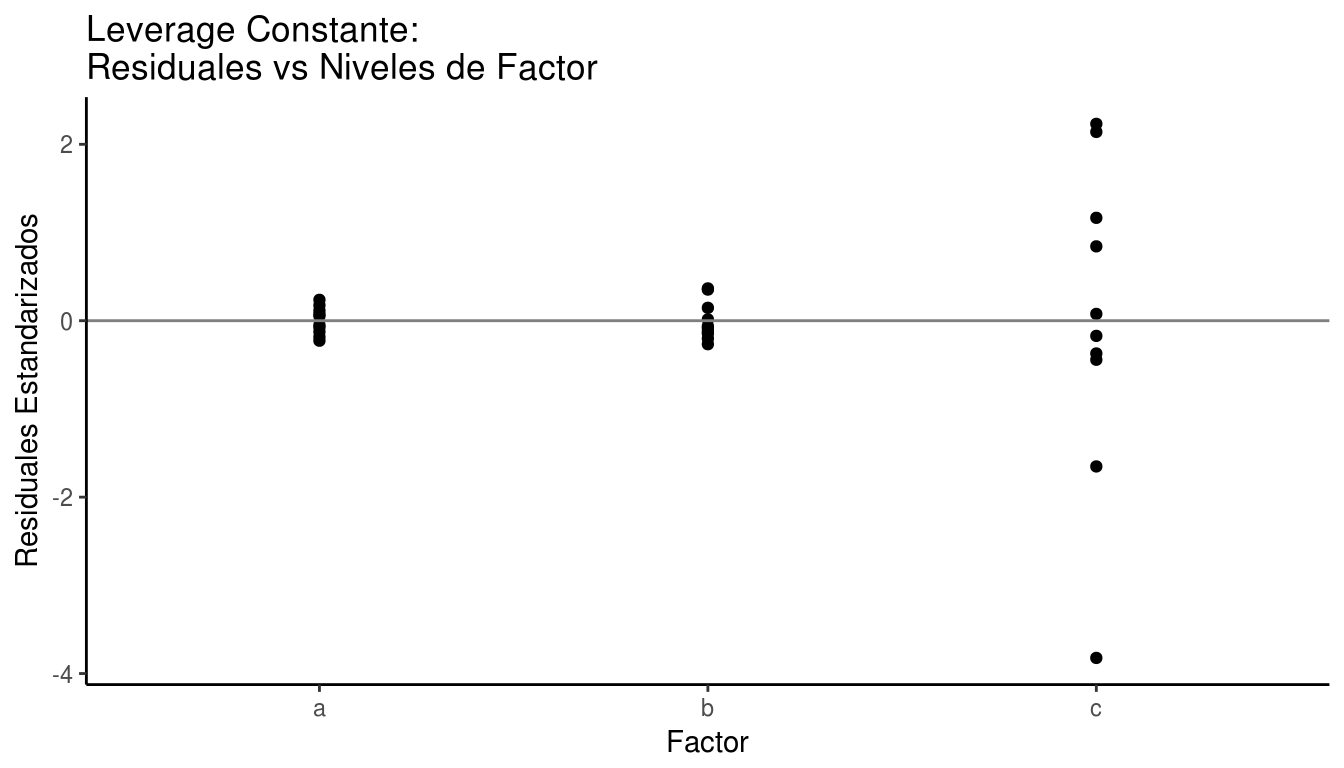 Leverage Constante:
Residuales vs Niveles de Factor
Residuales Estandarizados
2
0
-2
-4
a
b
c
Factor